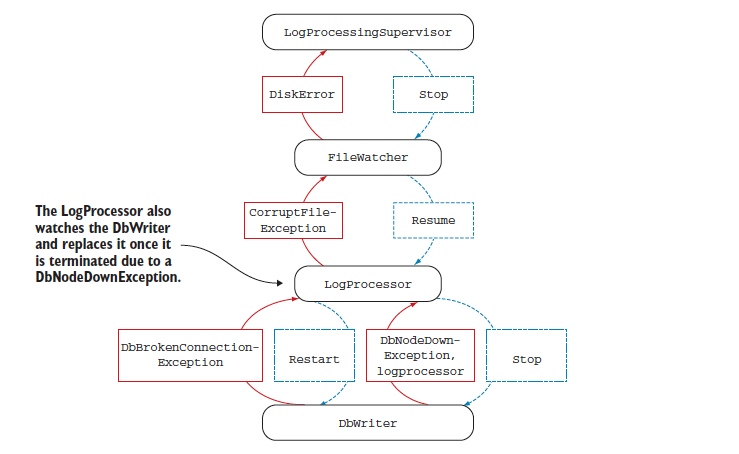 LogProcessingSupervisor
DiskError
Stop
FileWatcher
CorruptFile-
Exception
Resume
The LogProcessor also
watches the DbWriter
and replaces it once it
is terminated due to a
DbNodeDownException.
LogProcessor
DbBrokenConnection-
Exception
Restart
DbNodeDown-
Exception,
logprocessor
Stop
DbWriter